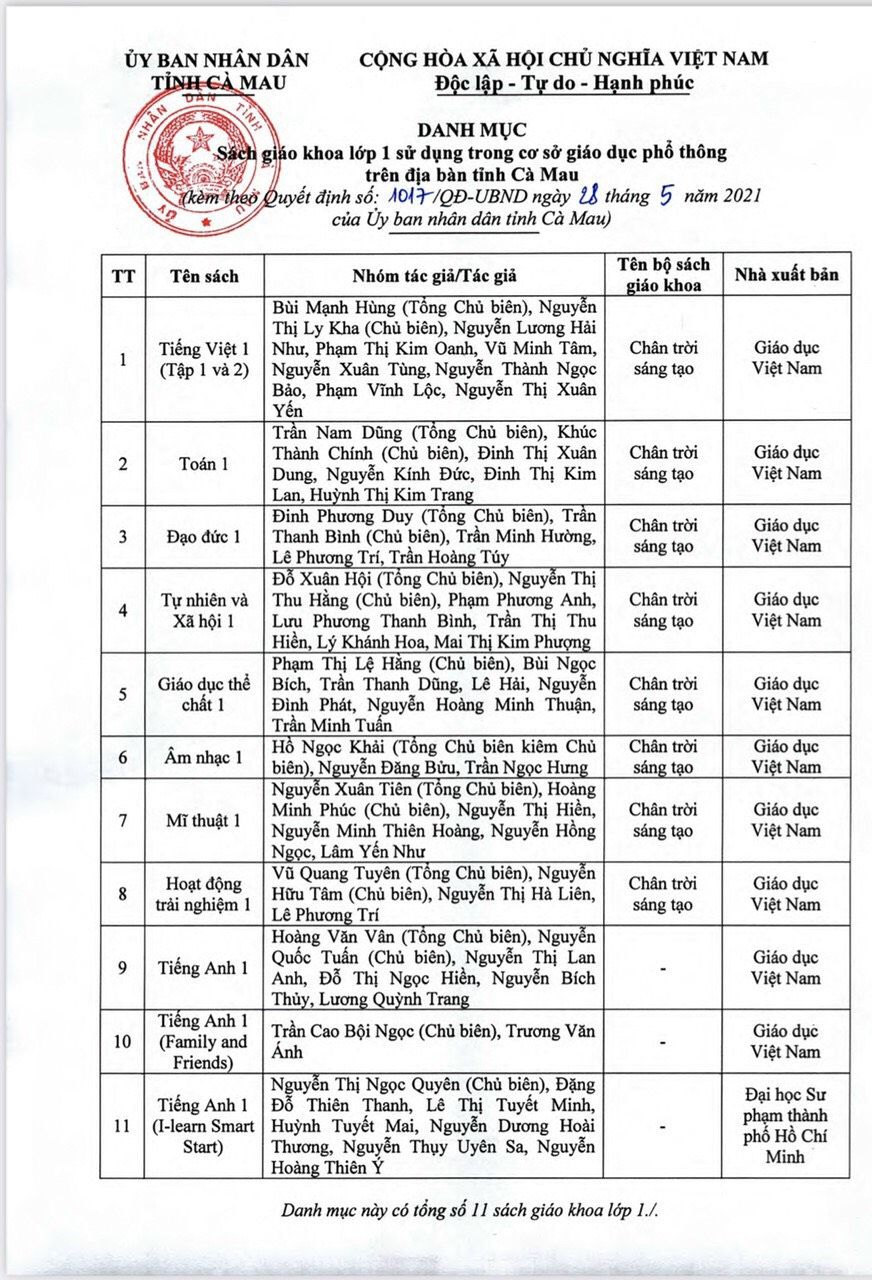 ỦY BAN NHÂN DÂN
TỈNH CÀ MAU
CỘNG HÒA XÃ HỘI CHỦ NGHĨA VIỆT NAM
Độc lập - Tự do - Hạnh phúc
DANH MỤC
Sách giáo khoa lớp 1 sử dụng trong cơ sở giáo dục phổ thông
trên địa bàn tỉnh Cà Mau
(kèm theo Quyết định số: 1017/QĐ-UBND ngày 28 tháng 5 năm 2021
của Ủy ban nhân dân tỉnh Cà Mau)
TT
Tên sách
Nhóm tác giả/Tác giả
Tên bộ sách
giáo khoa
Nhà xuất bản
1
Tiếng Việt 1
(Tập 1 và 2)
Bùi Mạnh Hùng (Tổng Chủ biên), Nguyễn
Thị Ly Kha (Chủ biên), Nguyễn Lương Hải
Như, Phạm Thị Kim Oanh, Vũ Minh Tâm,
Nguyễn Xuân Tùng, Nguyễn Thành Ngọc
Bảo, Phạm Vĩnh Lộc, Nguyễn Thị Xuân
Yến
Chân trời
sáng tạo
Giáo dục
Việt Nam
2
Toán 1
Trần Nam Dũng (Tổng Chủ biên), Khúc
Thành Chính (Chủ biên), Đinh Thị Xuân
Dung, Nguyễn Kính Đức, Đinh Thị Kim
Lan, Huỳnh Thị Kim Trang
Chân trời
sáng tạo
Giáo dục
Việt Nam
3
Đạo đức 1
Đinh Phương Duy (Tổng Chủ biên), Trần
Thanh Bình (Chủ biên), Trần Minh Hường,
Lê Phương Trí, Trần Hoàng Túy
Chân trời
sáng tạo
Giáo dục
Việt Nam
4
Tự nhiên và
Xã hội 1
Đỗ Xuân Hội (Tổng Chủ biên), Nguyễn Thị
Thu Hằng (Chủ biên), Phạm Phương Anh,
Lưu Phương Thanh Bình, Trần Thị Thu
Hiền, Lý Khánh Hoa, Mai Thị Kim Phượng
Chân trời
sáng tạo
Giáo dục
Việt Nam
5
Giáo dục thể
chất 1
Phạm Thị Lệ Hằng (Chủ biên), Bùi Ngọc
Bích, Trần Thanh Dũng, Lê Hải, Nguyễn
Đình Phát, Nguyễn Hoàng Minh Thuận,
Trần Minh Tuấn
Chân trời
sáng tạo
Giáo dục
Việt Nam
6
Âm nhạc 1
Hồ Ngọc Khải (Tổng Chủ biên kiêm Chủ
biên), Nguyễn Đăng Bửu, Trần Ngọc Hưng
Chân trời
sáng tạo
Giáo dục
Việt Nam
7
Mĩ thuật 1
Nguyễn Xuân Tiên (Tổng Chủ biên), Hoàng
Minh Phúc (Chủ biên), Nguyễn Thị Hiền,
Nguyễn Minh Thiên Hoàng, Nguyễn Hồng
Ngọc, Lâm Yến Như
Chân trời
sáng tạo
Giáo dục
Việt Nam
8
Hoạt động
trải nghiệm 1
Vũ Quang Tuyên (Tổng Chủ biên), Nguyễn
Hữu Tâm (Chủ biên), Nguyễn Thị Hà Liên,
Lê Phương Trí
Chân trời
sáng tạo
Giáo dục
Việt Nam
9
Tiếng Anh 1
Hoàng Văn Vân (Tổng Chủ biên), Nguyễn
Quốc Tuấn (Chủ biên), Nguyễn Thị Lan
Anh, Đỗ Thị Ngọc Hiền, Nguyễn Bích
Thủy, Lương Quỳnh Trang
-
Giáo dục
Việt Nam
10
Tiếng Anh 1
(Family and
Friends)
Trần Cao Bội Ngọc (Chủ biên), Trương Văn
Ánh
-
Giáo dục
Việt Nam
11
Tiếng Anh 1
(I-learn Smart
Start)
Nguyễn Thị Ngọc Quyên (Chủ biên), Đặng
Đỗ Thiên Thanh, Lê Thị Tuyết Minh,
Huỳnh Tuyết Mai, Nguyễn Dương Hoài
Thương, Nguyễn Thụy Uyên Sa, Nguyễn
Hoàng Thiên Ý
-
Đại học Sư
phạm thành
phố Hồ Chí
Minh
Danh mục này có tổng số 11 sách giáo khoa lớp 1./.